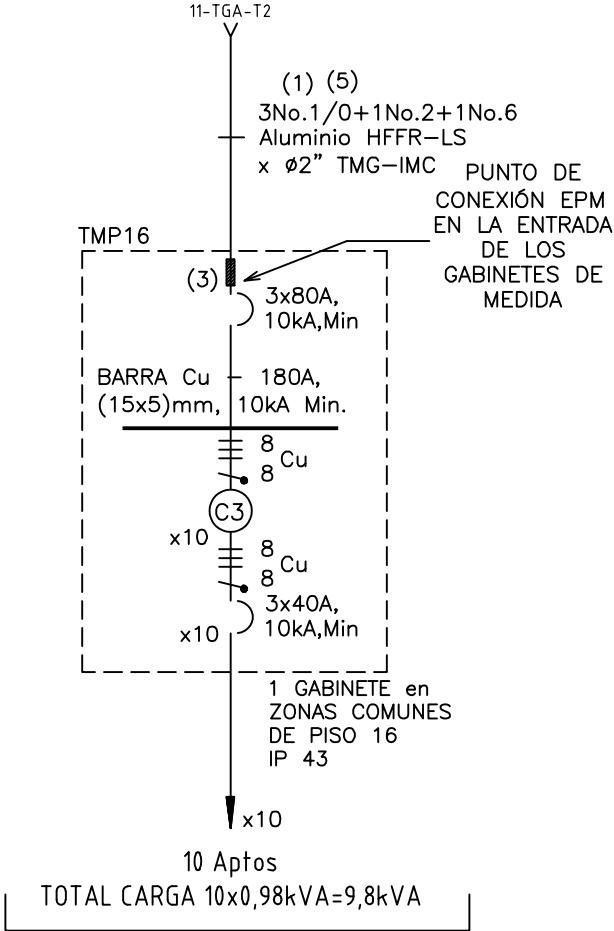 11-TGA-T2
(1) (5)
3No.1/0+1No.2+1No.6
Aluminio HFFR-LS
x ø2" TMG-IMC
PUNTO DE
CONEXIÓN EPM
EN LA ENTRADA
DE LOS
GABINETES DE
MEDIDA
TMP16
(3)
3x80A,
10kA,Min
BARRA Cu 180A,
(15x5)mm, 10kA Min.
8
8 Cu
C3
x10
8
8 Cu
3x40A,
10kA,Min
x10
1 GABINETE en
ZONAS COMUNES
DE PISO 16
IP 43
x10
10 Aptos
TOTAL CARGA 10x0,98kVA=9,8kVA